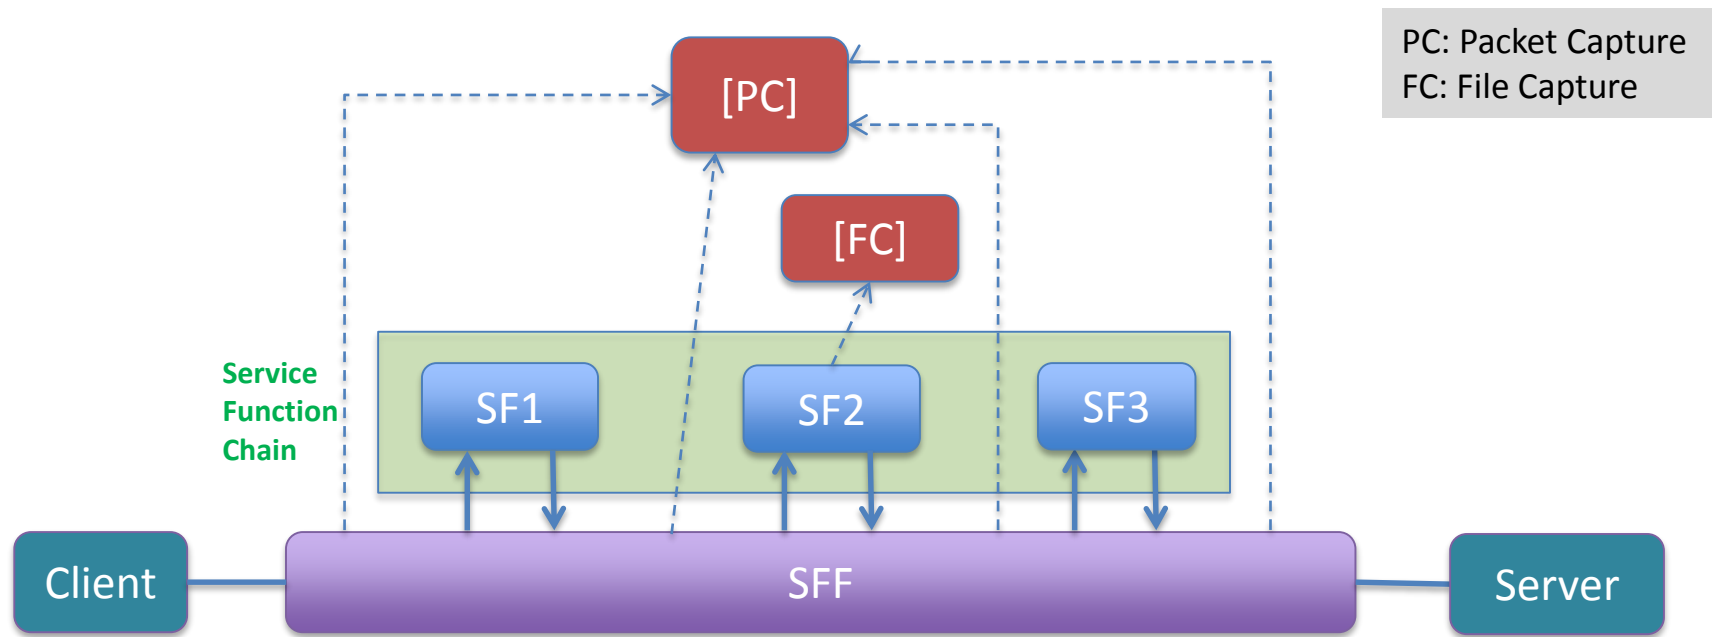 PC: Packet Capture
FC: File Capture
[PC]
[FC]
Service
Function
Chain
SF1
SF2
SF3
Client
SFF
Server